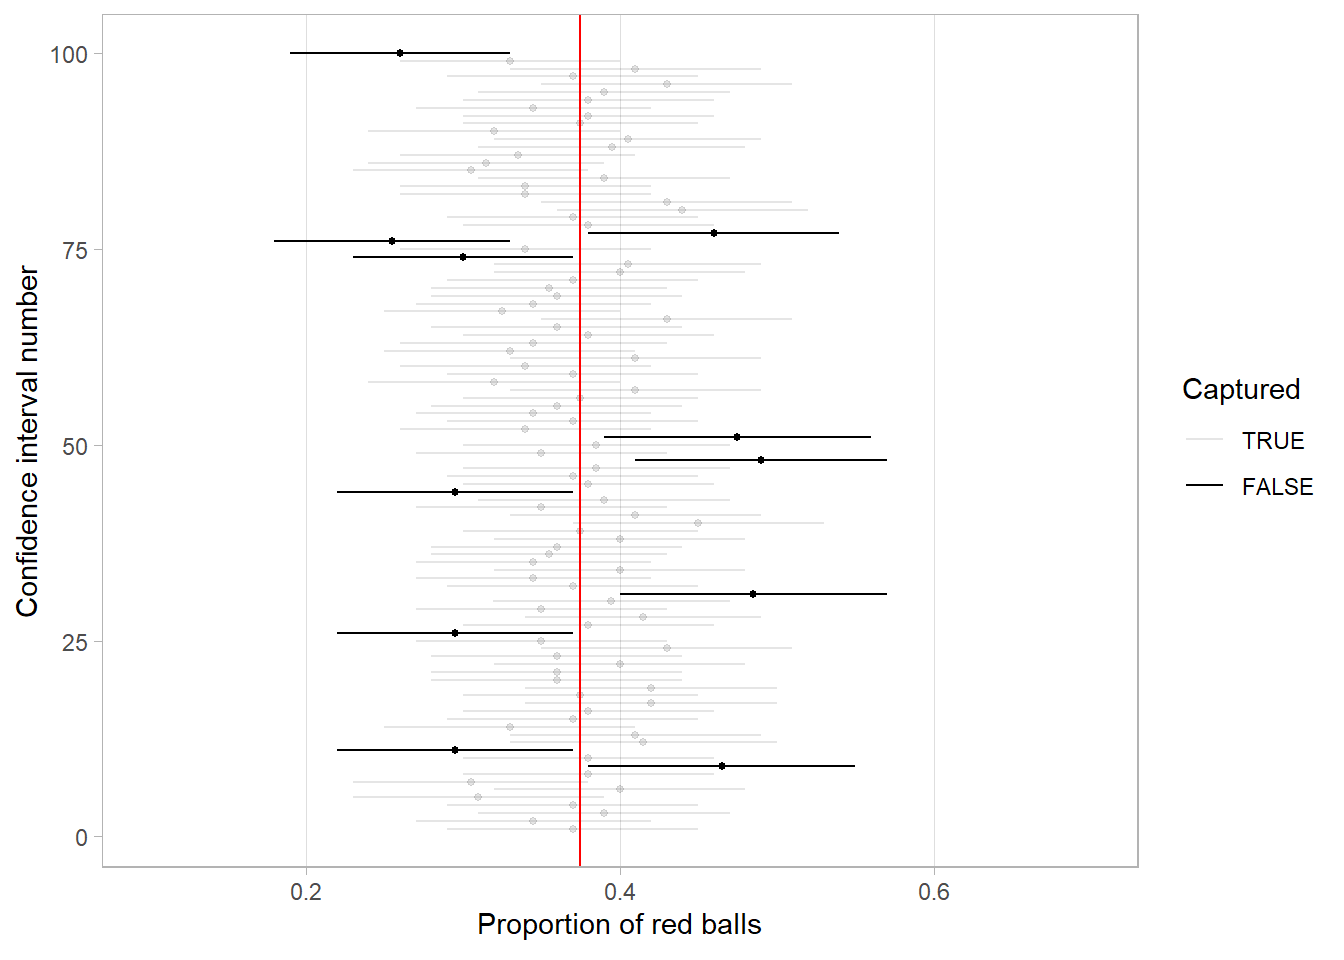 100
75
50
25
0
Confidence interval number
0.2
0.4
0.6
Proportion of red balls
Captured
TRUE
FALSE